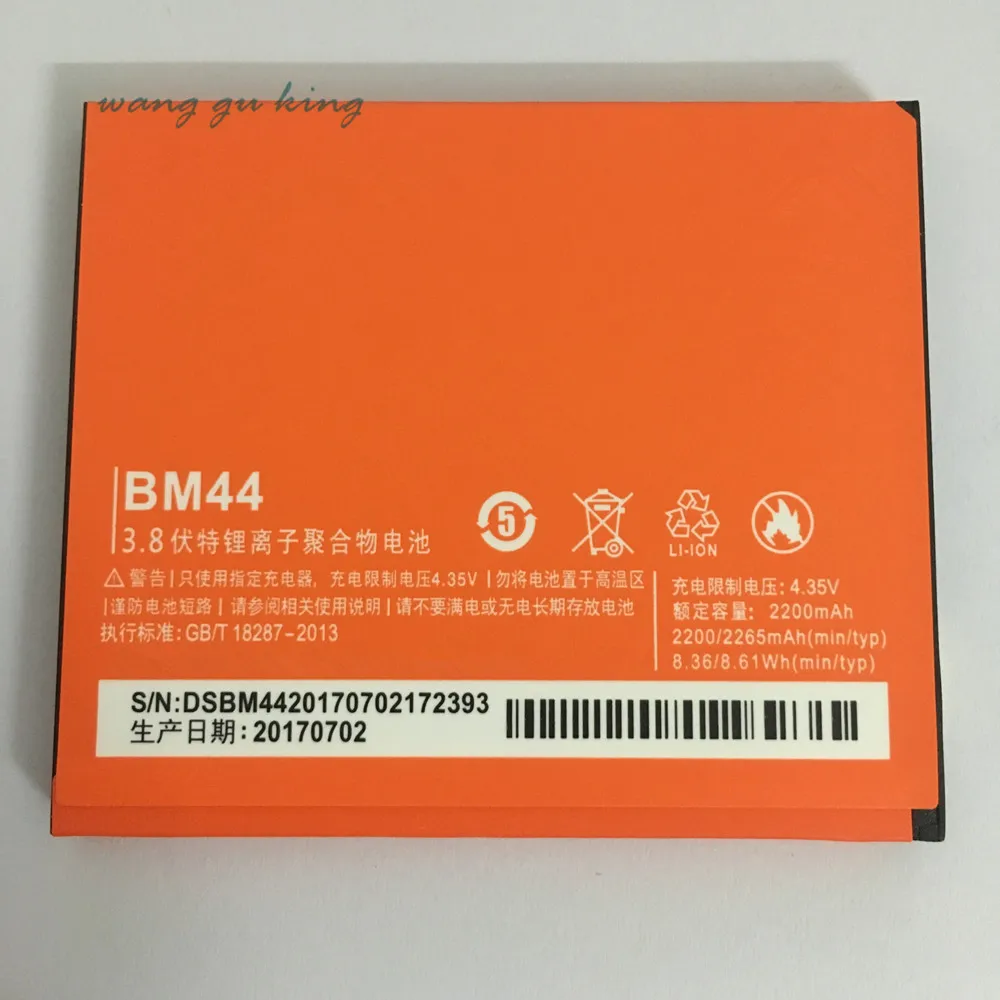 wang gu king
BM44
3.8伏特锂离子聚合物电池
5
LI-ION
警告|只使用指定充电器, 充电限制电压4.35V|勿将电池置于高温区
谨防电池短路|请参阅相关使用说明|请不要满电或无电长期存放电池
执行标准: GB/T 18287-2013
充电限制电压: 4.35V
额定容量: 2200mAh
2200/2265mAh(min/typ)
8.36/8.61Wh(min/typ)
S/N:DSBM4420170702172393
生产日期: 20170702